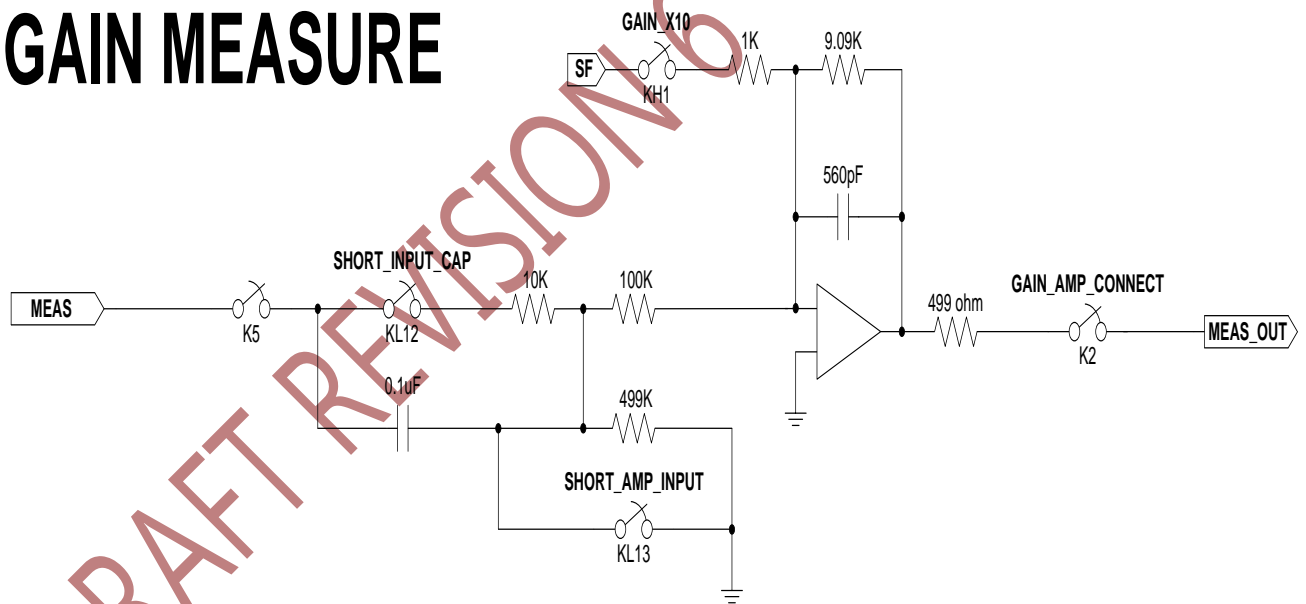 GAIN MEASURE
GAIN_X10
SF
KH1
1K
9.09K
560pF
SHORT_INPUT_CAP
MEAS
K5
KL12
10K
100K
499 ohm
GAIN_AMP_CONNECT
K2
MEAS_OUT
0.1uF
499K
SHORT_AMP_INPUT
KL13
RAFT REVISION 6